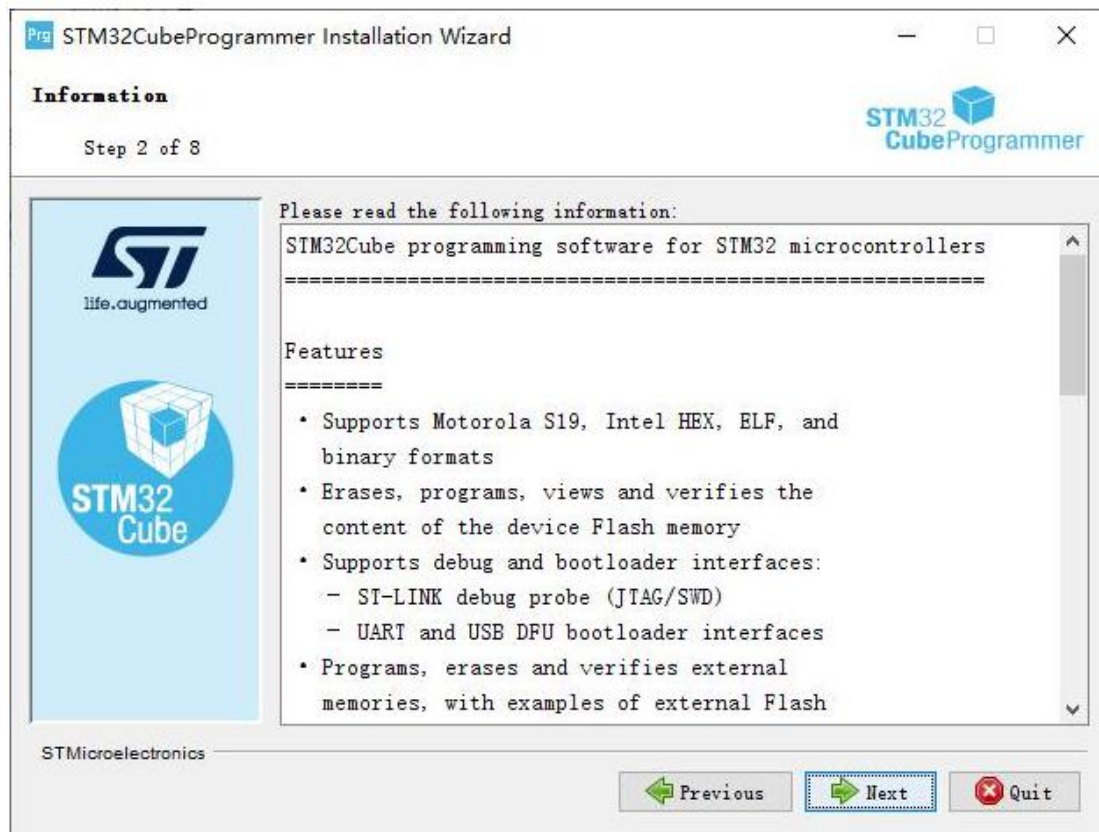 Prg STM32CubeProgrammer Installation Wizard
Information
STM32
CubeProgrammer
Step 2 of 8
Please read the following information:
ST
life.augmented
STM32
Cube
STM32Cube programming software for STM32 microcontrollers
==========================================================
Features
========
• Supports Motorola S19, Intel HEX, ELF, and
binary formats
• Erases, programs, views and verifies the
content of the device Flash memory
• Supports debug and bootloader interfaces:
– ST-LINK debug probe (JTAG/SWD)
– UART and USB DFU bootloader interfaces
• Programs, erases and verifies external
memories, with examples of external Flash
STMicroelectronics
Previous Next Quit